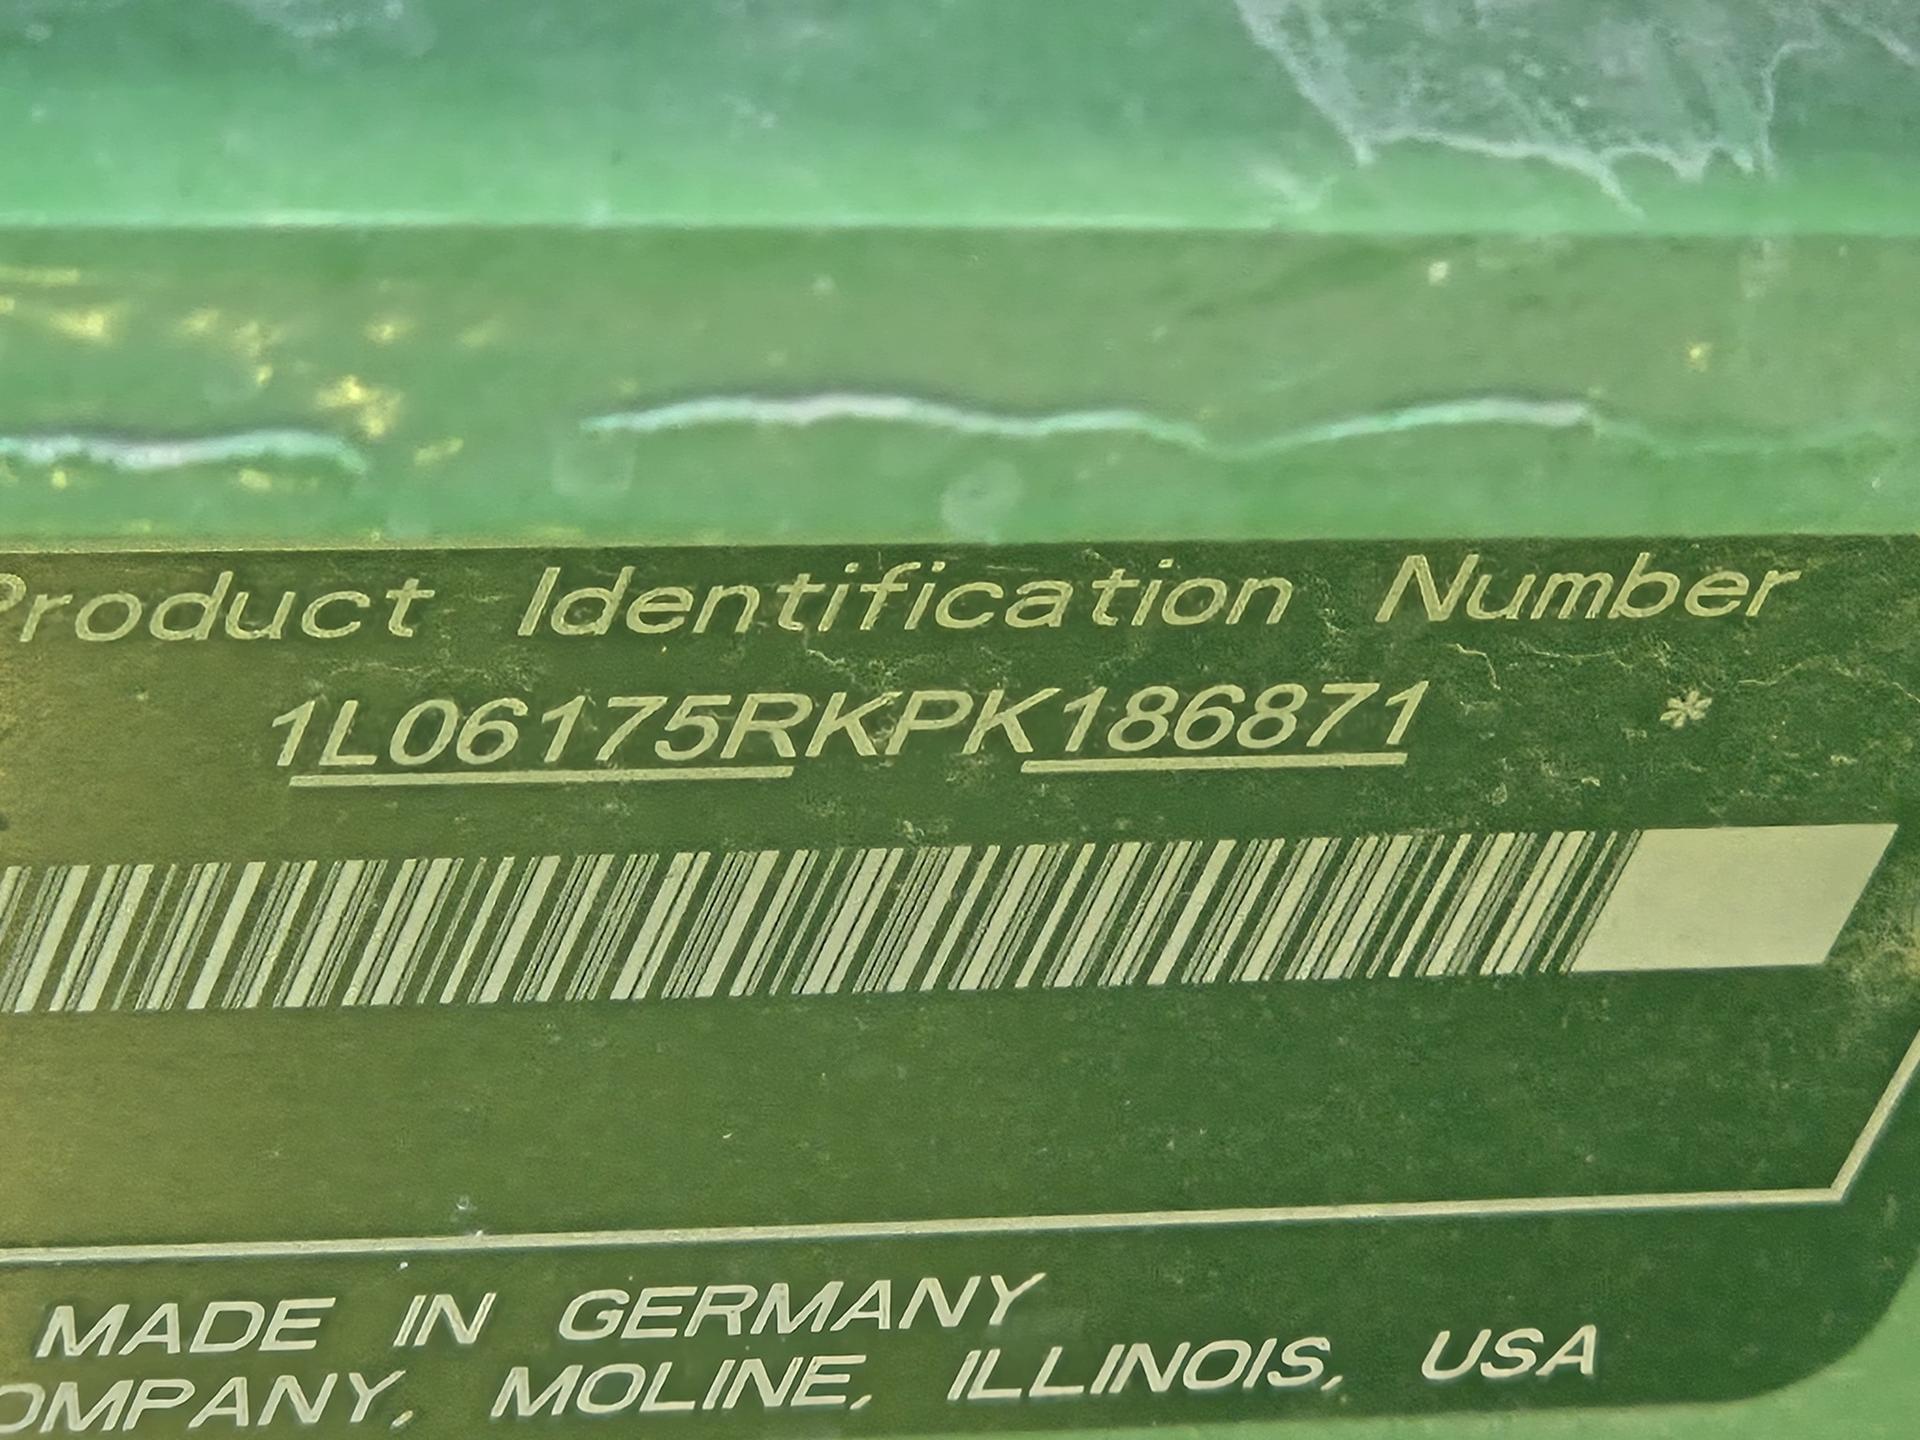 Product Identification Number
1L06175RKPK186871 *
MADE IN GERMANY
OMPANY, MOLINE, ILLINOIS, USA